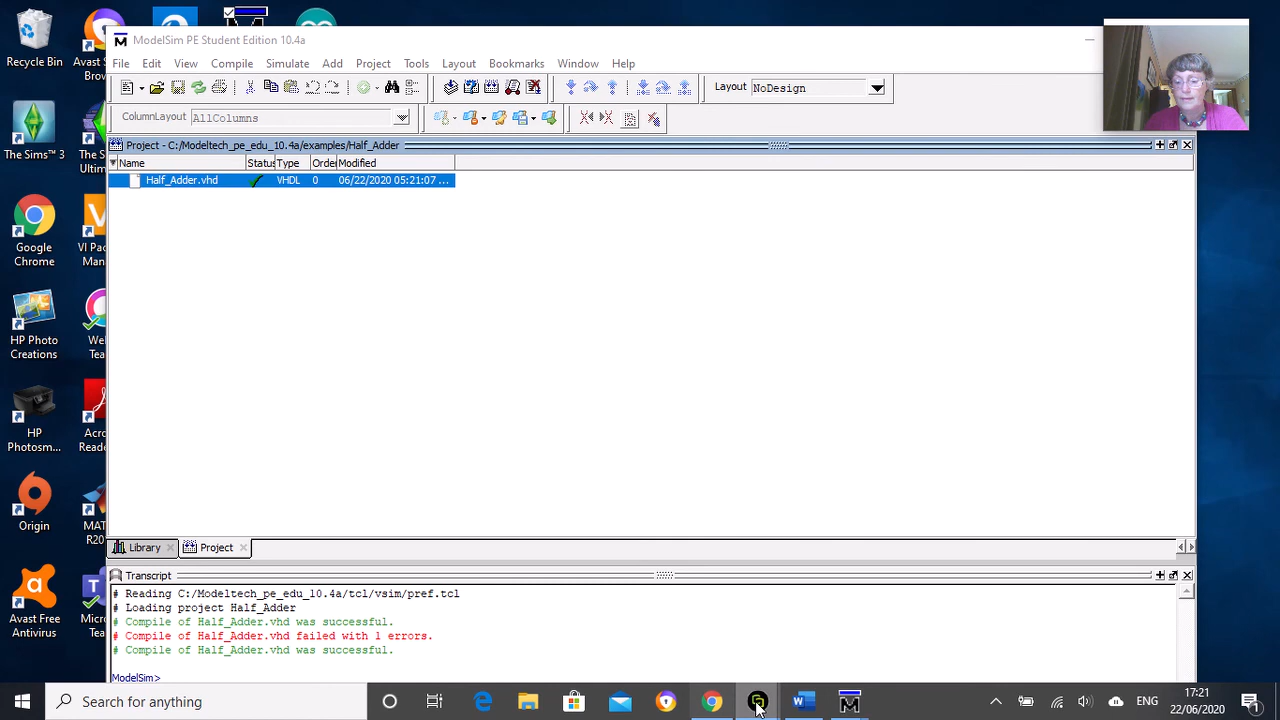 ModelSim PE Student Edition 10.4a
File Edit View Compile Simulate Add Project Tools Layout Bookmarks Window Help
Layout NoDesign
ColumnLayout AllColumns
Project - C:/Modeltech_pe_edu_10.4a/examples/Half_Adder
Name Status Type Order Modified
Half_Adder.vhd VHDL 0 06/22/2020 05:21:07 ...
Library Project
Transcript
# Reading C:/Modeltech_pe_edu_10.4a/tcl/vsim/pref.tcl
# Loading project Half_Adder
# Compile of Half_Adder.vhd was successful.
# Compile of Half_Adder.vhd failed with 1 errors.
# Compile of Half_Adder.vhd was successful.
ModelSim>
Recycle Bin
Avast Sec
Brov
The Sims™ 3
The S
Ultim
Google
Chrome
VI Pac
Man
HP Photo
Creations
We
Tea
HP
Photosm...
Acro
Reade
Origin
MAT
R20
Avast Free
Antivirus
Micro
Tea
Search for anything
ENG
17:21
22/06/2020
1